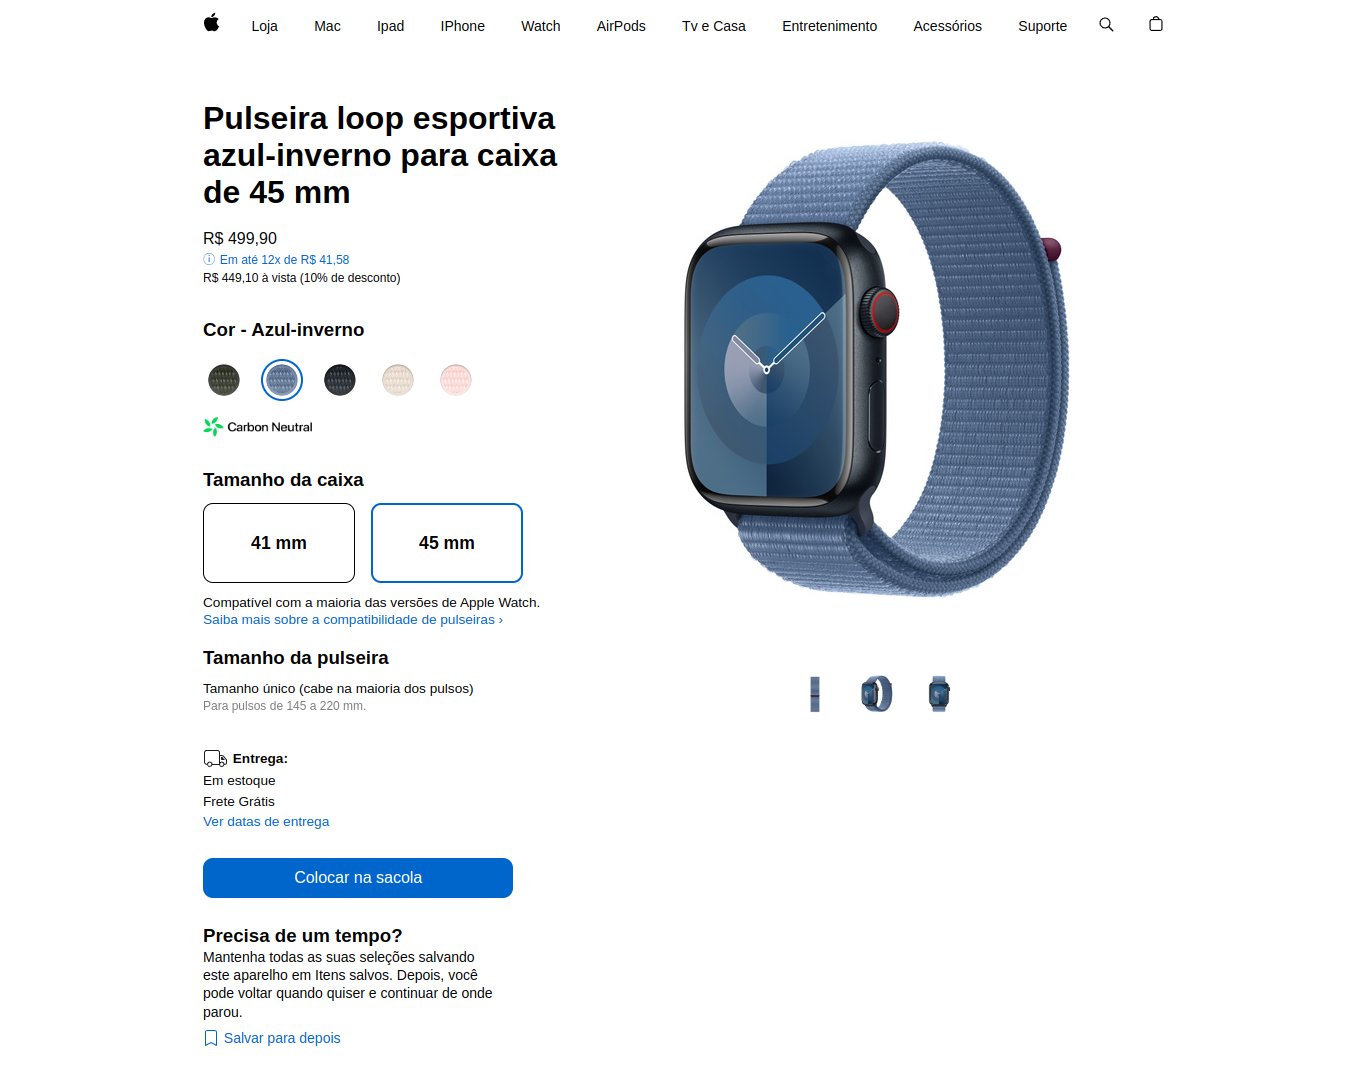 Loja Mac Ipad IPhone Watch AirPods Tv e Casa Entretenimento Acessórios Suporte
Pulseira loop esportiva
azul-inverno para caixa
de 45 mm
R$ 499,90
Em até 12x de R$ 41,58
R$ 449,10 à vista (10% de desconto)
Cor - Azul-inverno
Carbon Neutral
Tamanho da caixa
41 mm 45 mm
Compatível com a maioria das versões de Apple Watch.
Saiba mais sobre a compatibilidade de pulseiras ›
Tamanho da pulseira
Tamanho único (cabe na maioria dos pulsos)
Para pulsos de 145 a 220 mm.
Entrega:
Em estoque
Frete Grátis
Ver datas de entrega
Colocar na sacola
Precisa de um tempo?
Mantenha todas as suas seleções salvando
este aparelho em Itens salvos. Depois, você
pode voltar quando quiser e continuar de onde
parou.
Salvar para depois